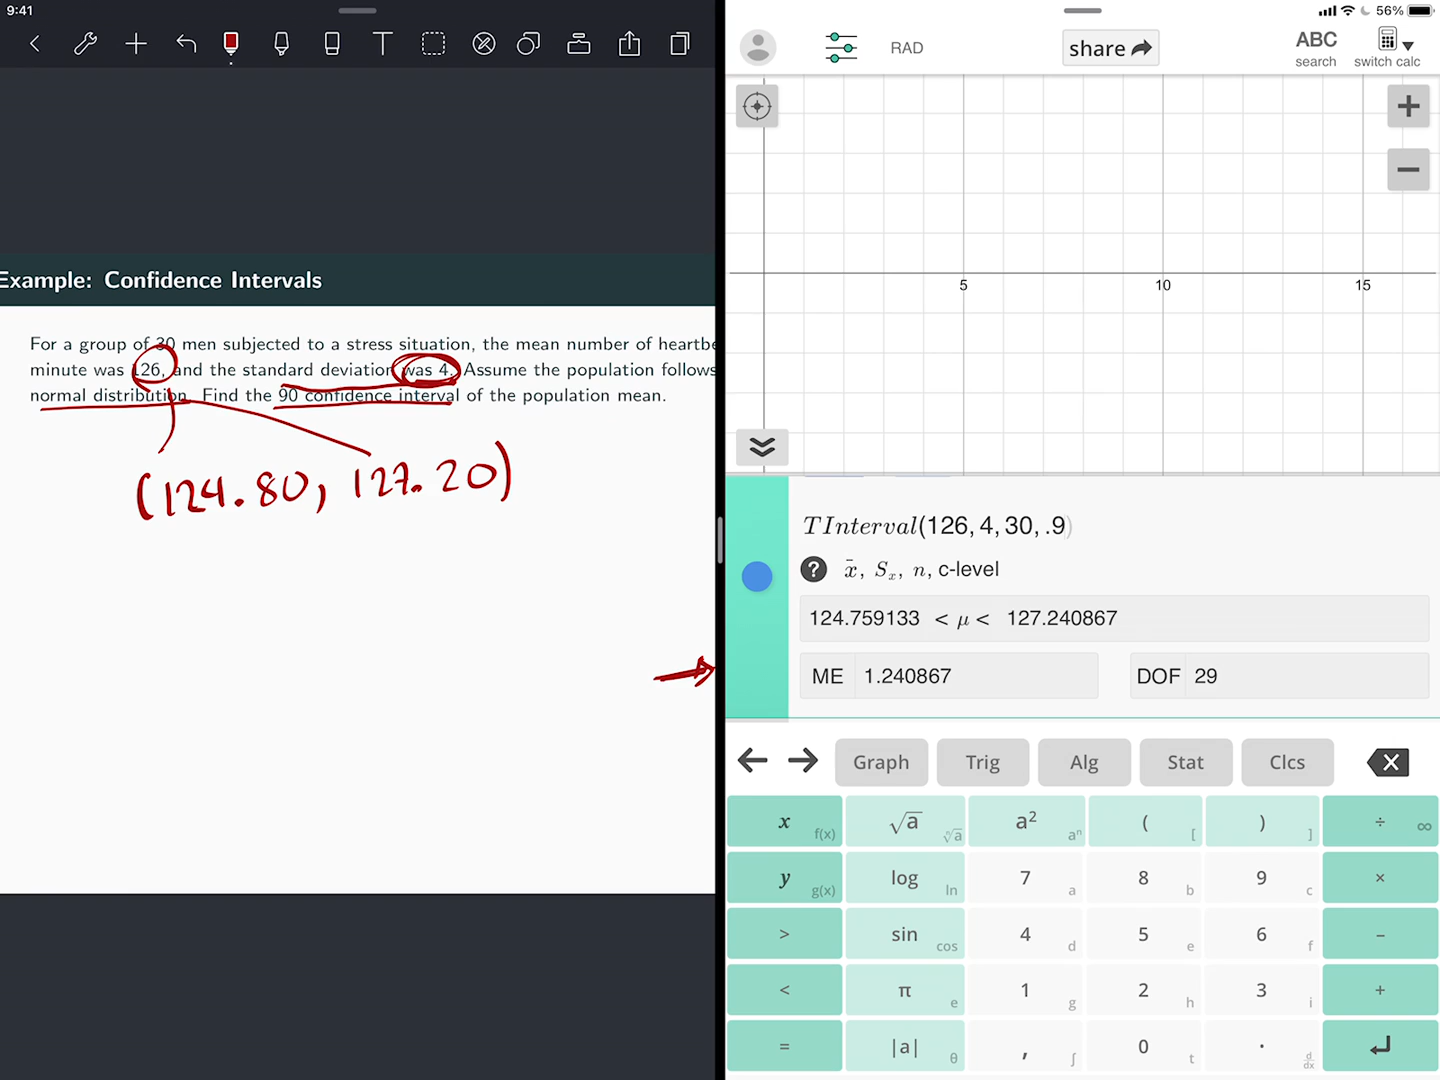 9:41
56%
T
RAD
share
ABC
search
switch calc
5
10
15
Example: Confidence Intervals
For a group of 30 men subjected to a stress situation, the mean number of heartbe
minute was 126, and the standard deviation was 4. Assume the population follows
normal distribution. Find the 90 confidence interval of the population mean.
(124.80, 127.20)
TInterval(126, 4, 30, .9)
? x̄, Sₓ, n, c-level
124.759133 < μ < 127.240867
ME 1.240867 DOF 29
Graph Trig Alg Stat Clcs
x f(x) √a ⁿ√a a² aⁿ ( [ ) ] ÷ ∞
y g(x) log ln 7 a 8 b 9 c ×
> sin cos 4 d 5 e 6 f −
< π e 1 g 2 h 3 i +
= |a| θ , ∫ 0 t . d/dx